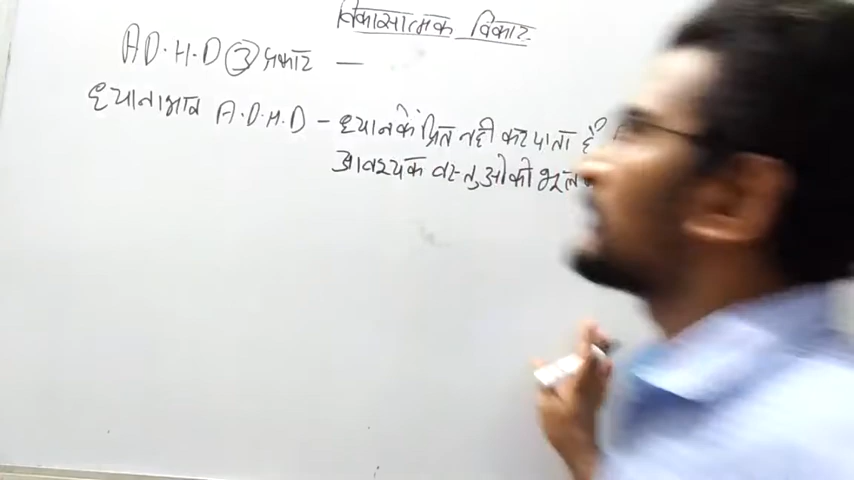 विकासात्मक विकार
A D. H. D ③ प्रकार —
ध्यानाभाव A. D. H. D - ध्यान केंद्रित नही कर पाता है
आवश्यक वस्तुओ को भूल